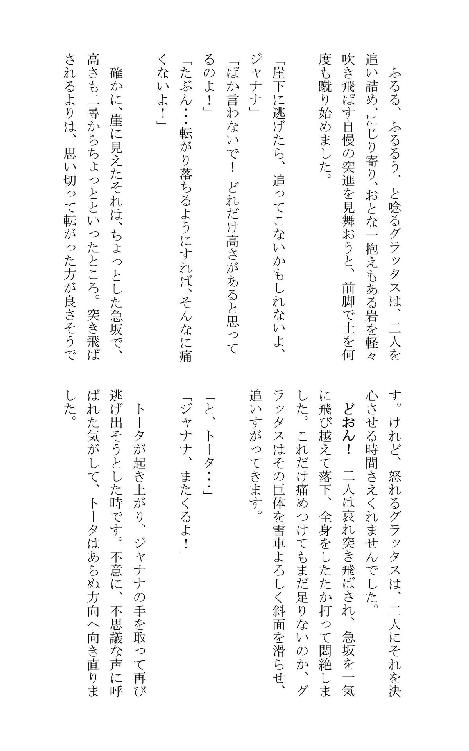 ふるる、ふるるう、と唸るグラッタスは、二人を
追い詰め、にじり寄り、おとな一抱えもある岩を軽々
吹き飛ばす自慢の突進を見舞おうと、前脚で土を何
度も蹴り始めました。
「崖下に逃げたら、追ってこないかもしれないよ、
ジャナナ」
「ばか言わないで！ どれだけ高さがあると思って
るのよ！」
「たぶん・・転がり落ちるようにすれば、そんなに痛
くないよ！」
　確かに、崖に見えたそれは、ちょっとした急坂で、
高さも二尋からちょっとといったところ。突き飛ば
されるよりは、思い切って転がった方が良さそうで
す。けれど、怒れるグラッタスは、二人にそれを決
心させる時間さえくれませんでした。
　どおん！　二人は哀れ突き飛ばされ、急坂を一気
に飛び越えて落下、全身をしたたか打って悶絶しま
した。これだけ痛めつけてもまだ足りないのか、グ
ラッタスはその巨体を書車よろしく斜面を滑らせ、
追いすがってきます。
「と、トータ・・」
「ジャナナ、またくるよ！」
　トータが起き上がり、ジャナナの手を取って再び
逃げ出そうとした時です。不意に、不思議な声に呼
ばれた気がして、トータはあらぬ方向へ向き直りま
した。